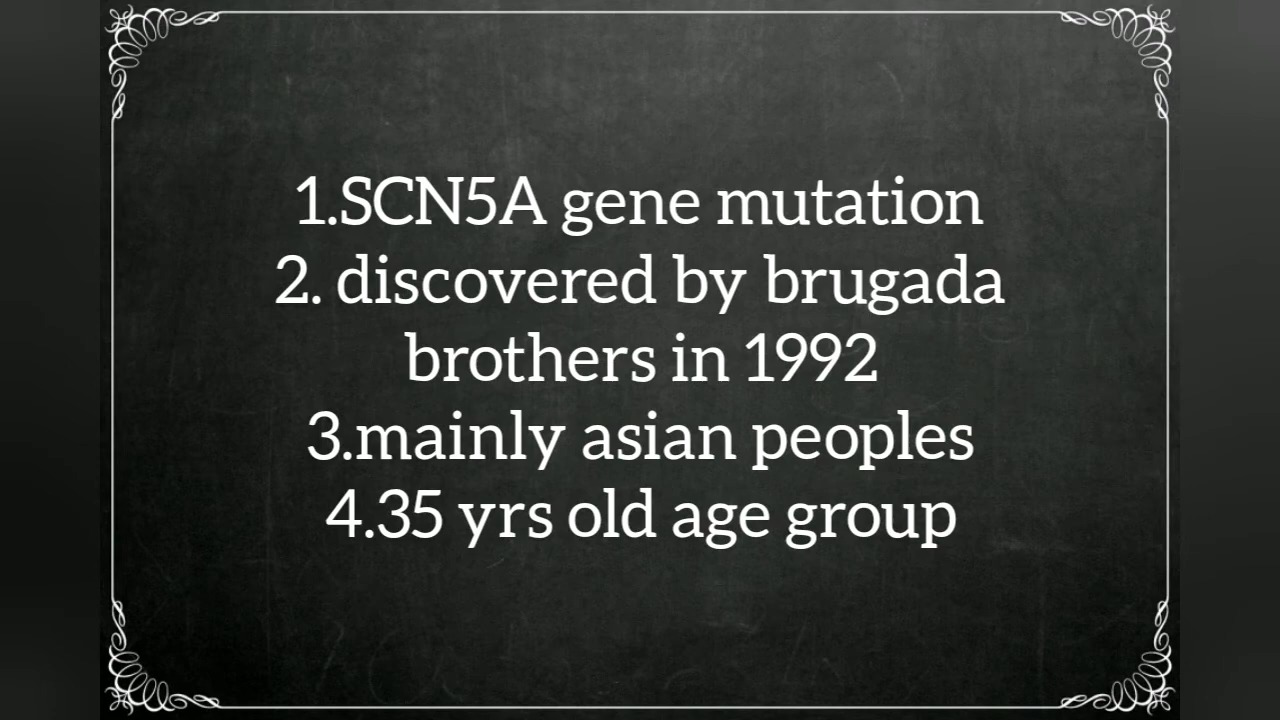 1.SCN5A gene mutation
2. discovered by brugada
brothers in 1992
3.mainly asian peoples
4.35 yrs old age group